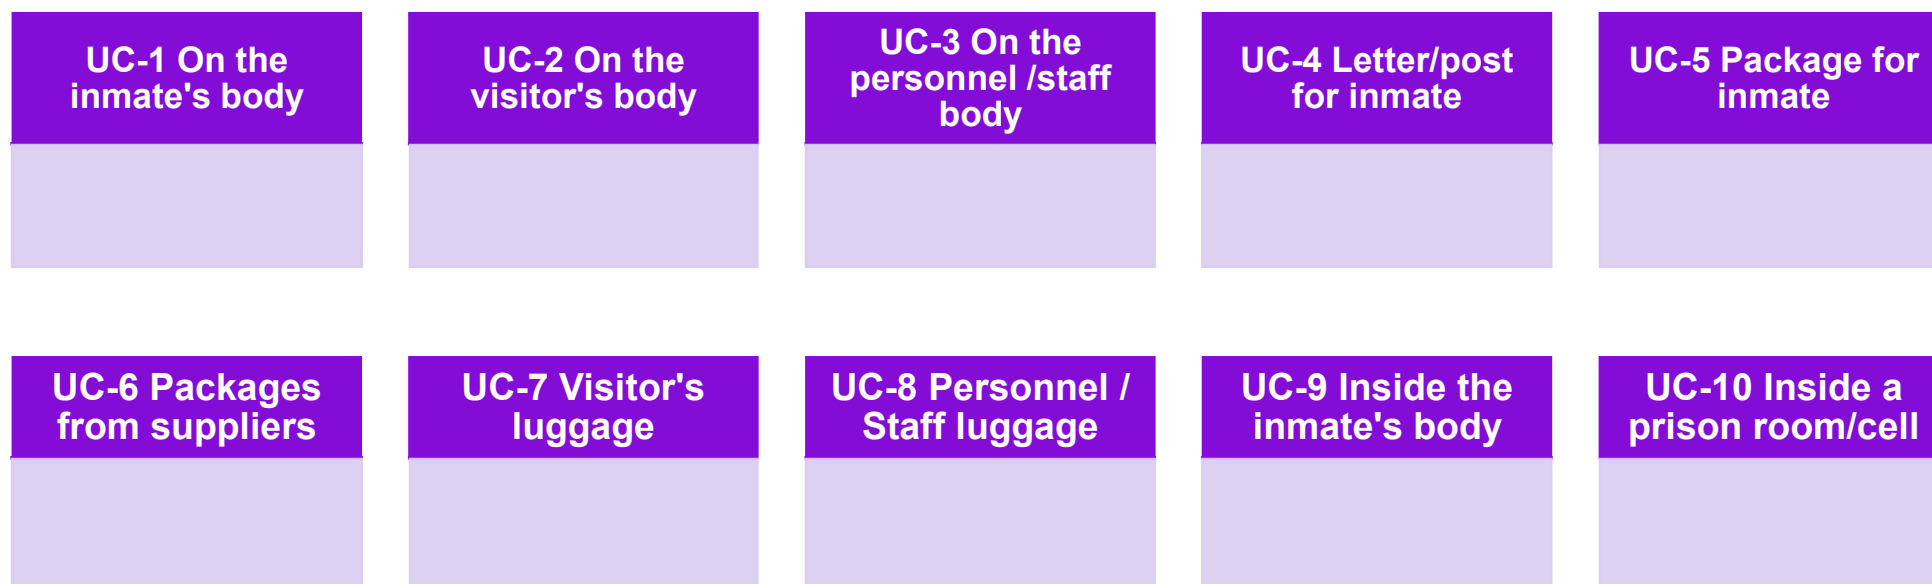 UC-1 On the
inmate's body
UC-2 On the
visitor's body
UC-3 On the
personnel /staff
body
UC-4 Letter/post
for inmate
UC-5 Package for
inmate
UC-6 Packages
from suppliers
UC-7 Visitor's
luggage
UC-8 Personnel /
Staff luggage
UC-9 Inside the
inmate's body
UC-10 Inside a
prison room/cell